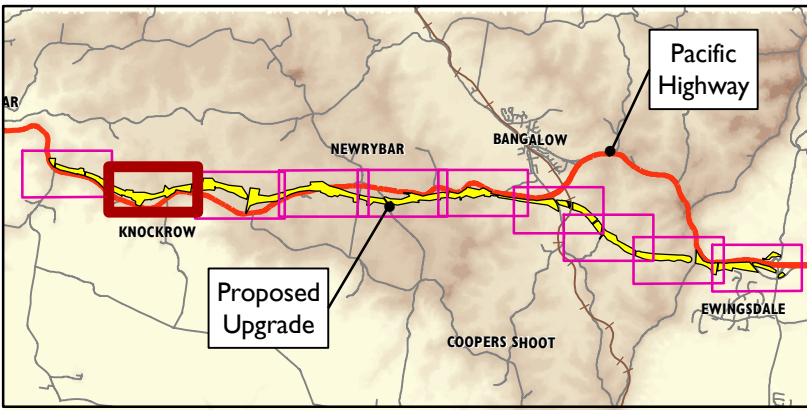 Pacific
Highway
AR
NEWRYBAR
BANGALOW
KNOCKROW
Proposed
Upgrade
EWINGSDALE
COOPERS SHOOT